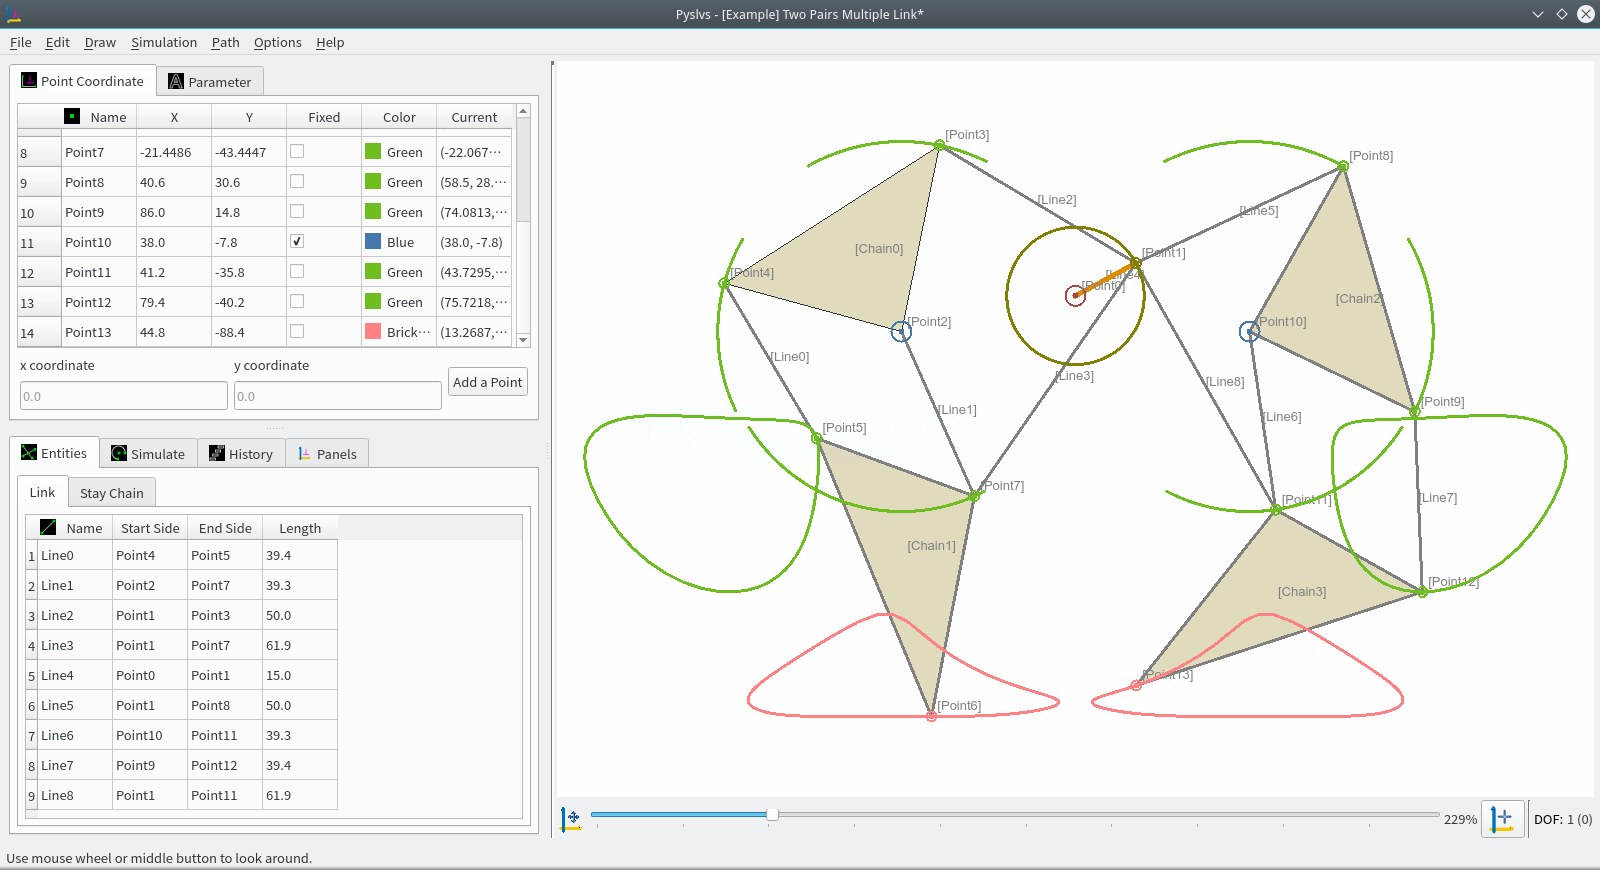 Pyslvs - [Example] Two Pairs Multiple Link*
File Edit Draw Simulation Path Options Help
Point Coordinate Parameter
Name X Y Fixed Color Current
8 Point7 -21.4486 -43.4447 Green (-22.067···
9 Point8 40.6 30.6 Green (58.5, 28.···
10 Point9 86.0 14.8 Green (74.0813,···
11 Point10 38.0 -7.8 Blue (38.0, -7.8)
12 Point11 41.2 -35.8 Green (43.7295,···
13 Point12 79.4 -40.2 Green (75.7218,···
14 Point13 44.8 -88.4 Brick··· (13.2687,···
x coordinate y coordinate
0.0 0.0 Add a Point
Entities Simulate History Panels
Link Stay Chain
Name Start Side End Side Length
1 Line0 Point4 Point5 39.4
2 Line1 Point2 Point7 39.3
3 Line2 Point1 Point3 50.0
4 Line3 Point1 Point7 61.9
5 Line4 Point0 Point1 15.0
6 Line5 Point1 Point8 50.0
7 Line6 Point10 Point11 39.3
8 Line7 Point9 Point12 39.4
9 Line8 Point1 Point11 61.9
[Point3]
[Point8]
[Line2]
[Line5]
[Chain0]
[Point1]
[Point4]
[Line4]
[Point0]
[Chain2]
[Point2]
[Point10]
[Line0]
[Line3]
[Line8]
[Point9]
[Line1]
[Line6]
[Point5]
[Point7]
[Point11]
[Line7]
[Chain1]
[Point12]
[Chain3]
[Point13]
[Point6]
229% DOF: 1 (0)
Use mouse wheel or middle button to look around.